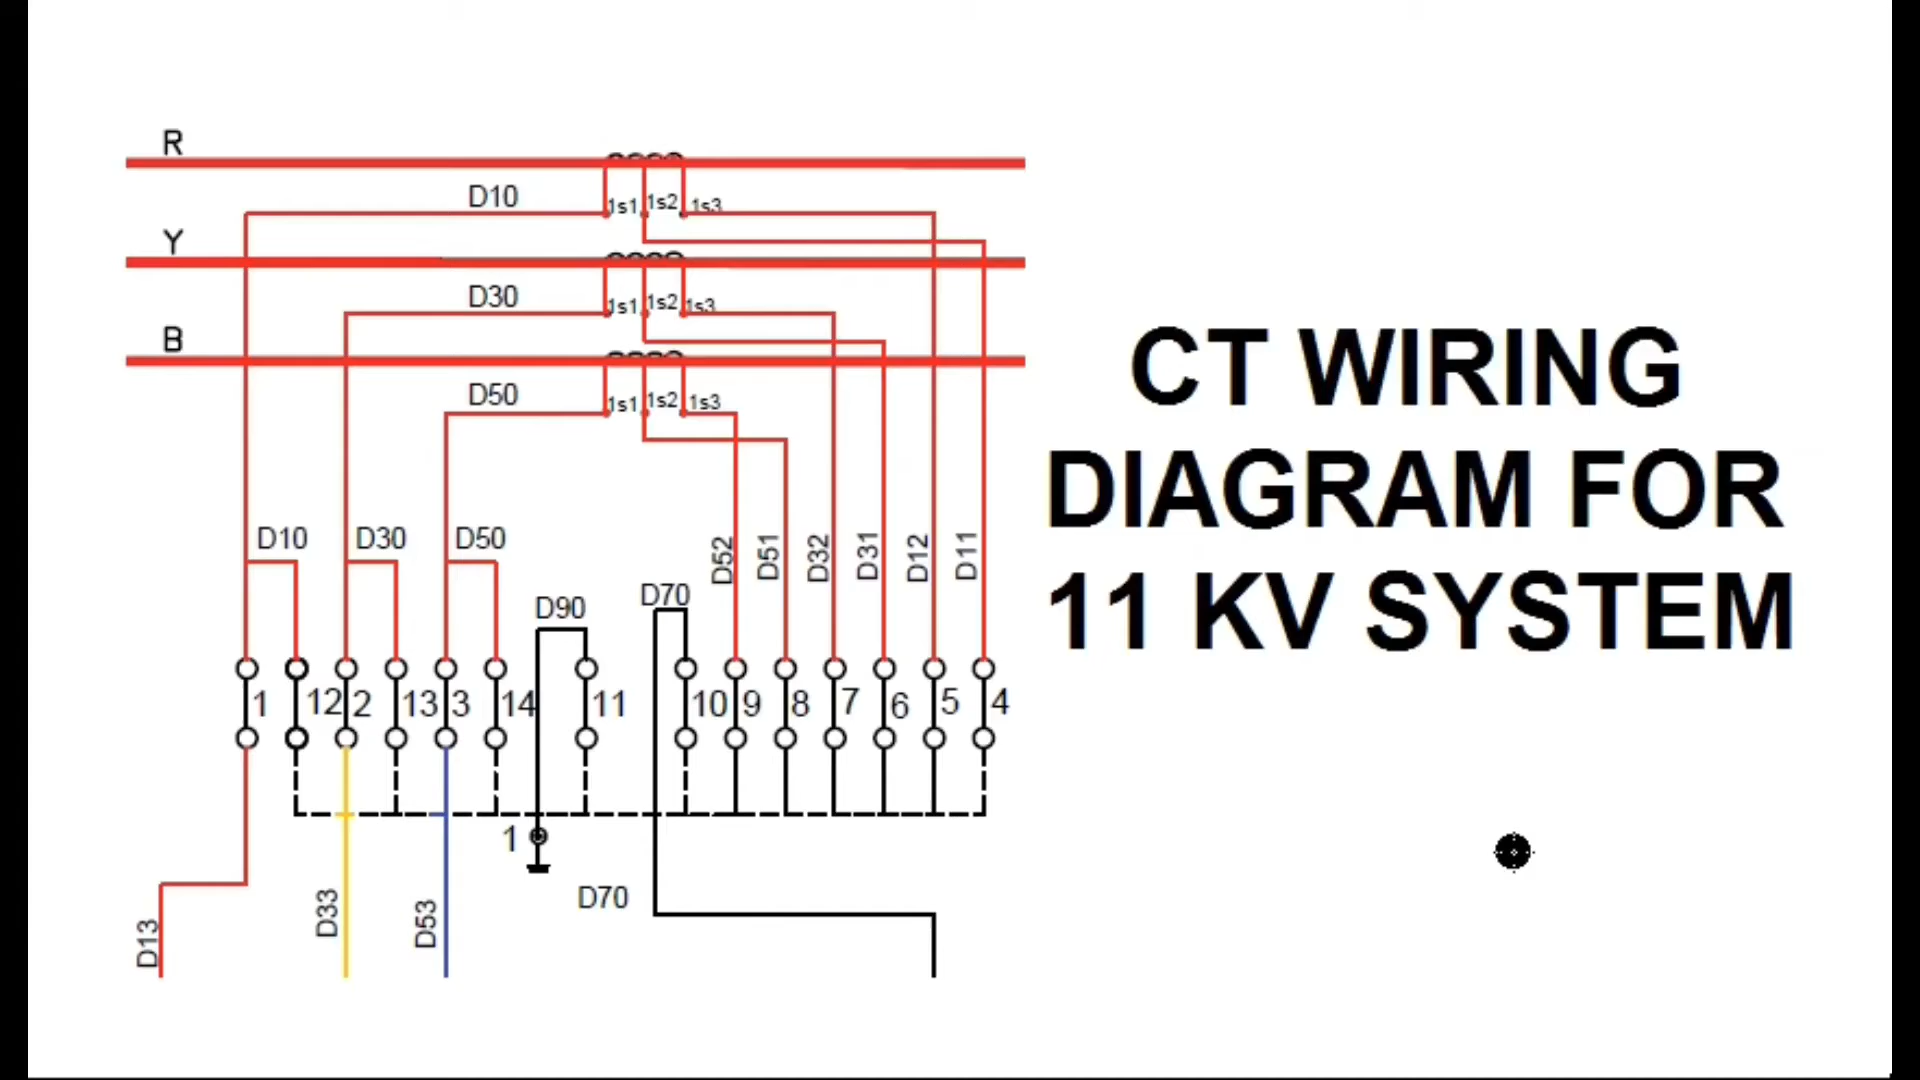 R
D10
1s1 1s2 1s3
Y
D30
1s1 1s2 1s3
B
D50
1s1 1s2 1s3
CT WIRING
DIAGRAM FOR
11 KV SYSTEM
D10 D30 D50
D90 D70
D52 D51 D32 D31 D12 D11
1 12 2 13 3 14 11 10 9 8 7 6 5 4
1
D70
D13 D33 D53